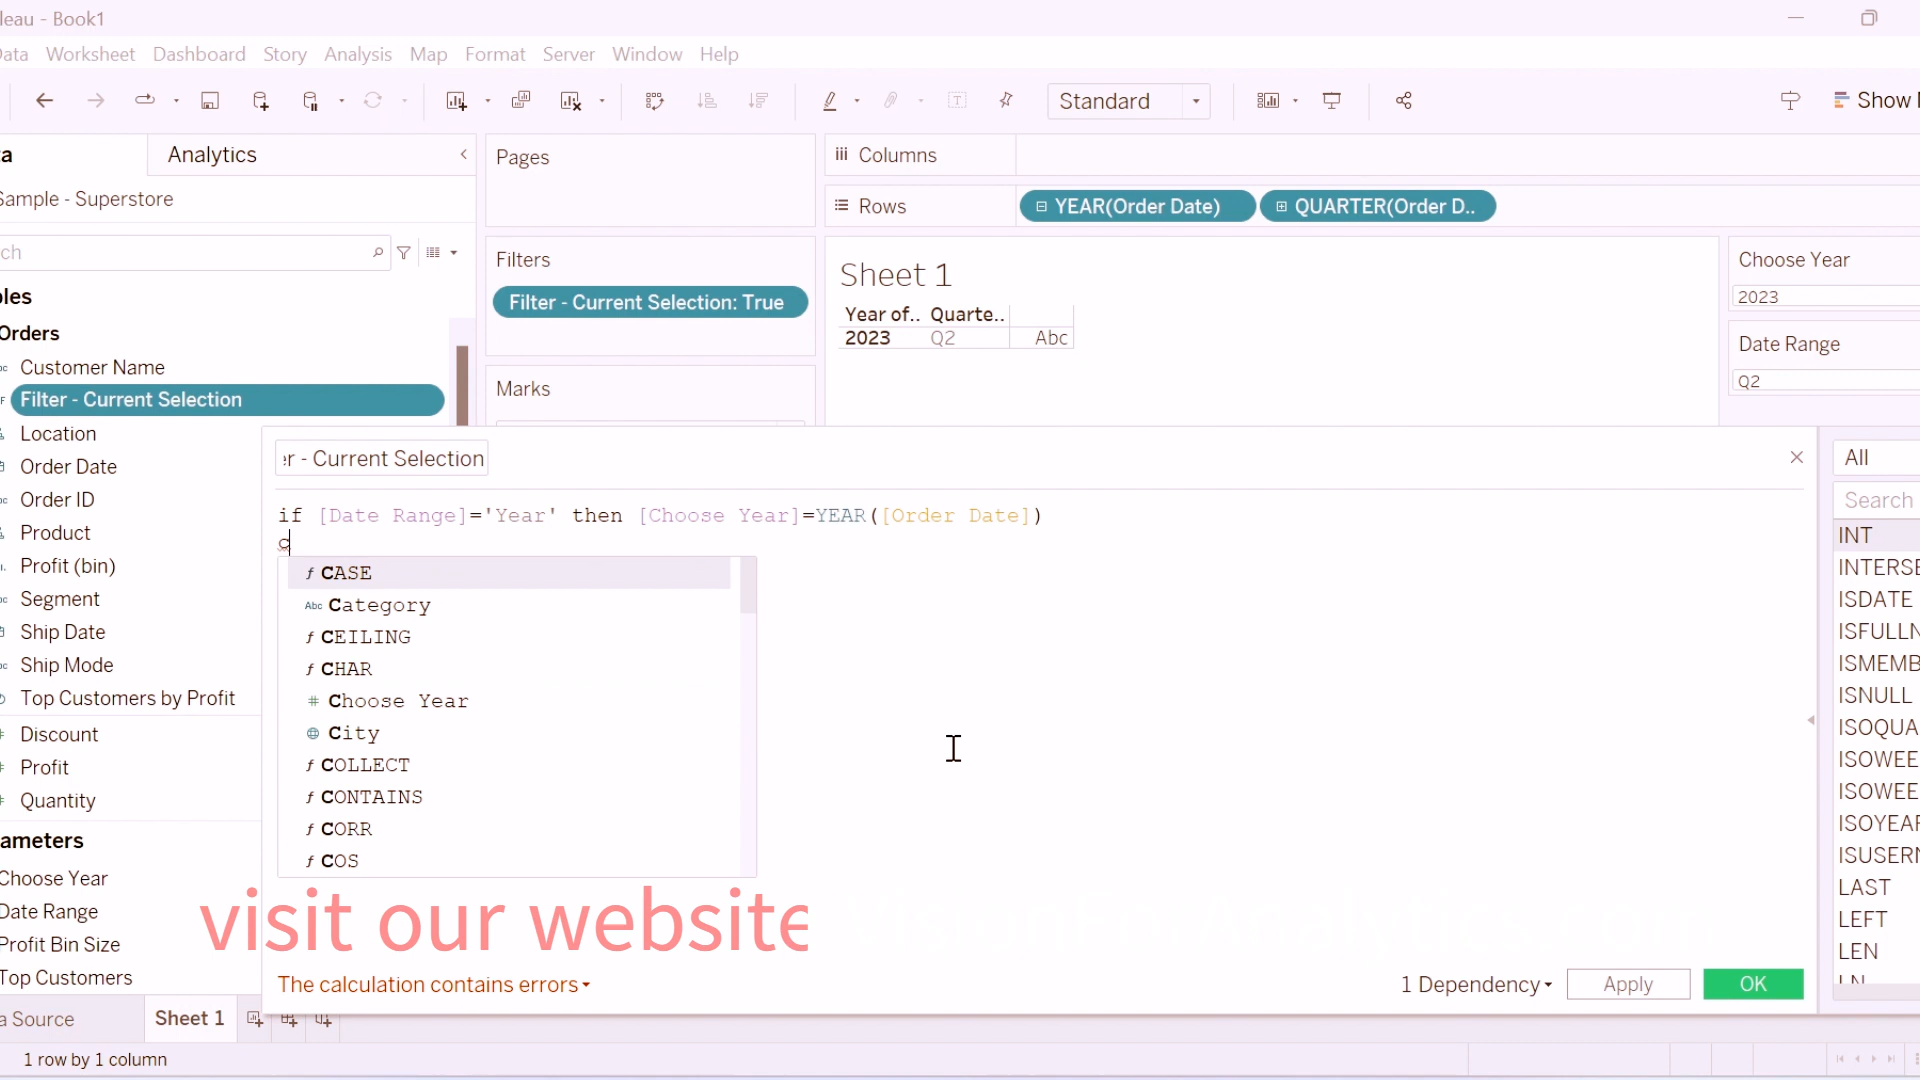 leau - Book1
Data Worksheet Dashboard Story Analysis Map Format Server Window Help
Standard
Show
Analytics
Sample - Superstore
Orders
Customer Name
Filter - Current Selection
Location
Order Date
Order ID
Product
Profit (bin)
Segment
Ship Date
Ship Mode
Top Customers by Profit
Discount
Profit
Quantity
ameters
Choose Year
Date Range
Profit Bin Size
Top Customers
Pages
Filters
Filter - Current Selection: True
Marks
Columns
Rows
YEAR(Order Date)
QUARTER(Order D..
Sheet 1
Year of.. Quarte..
2023 Q2 Abc
Choose Year
2023
Date Range
Q2
er - Current Selection
if [Date Range]='Year' then [Choose Year]=YEAR([Order Date])
c
CASE
Abc Category
CEILING
CHAR
# Choose Year
City
COLLECT
CONTAINS
CORR
COS
visit our website
The calculation contains errors
1 Dependency
Apply
OK
All
Search
INT
INTERSE
ISDATE
ISFULLN
ISMEMB
ISNULL
ISOQUA
ISOWEE
ISOWEE
ISOYEAR
ISUSERN
LAST
LEFT
LEN
LN
a Source
Sheet 1
1 row by 1 column